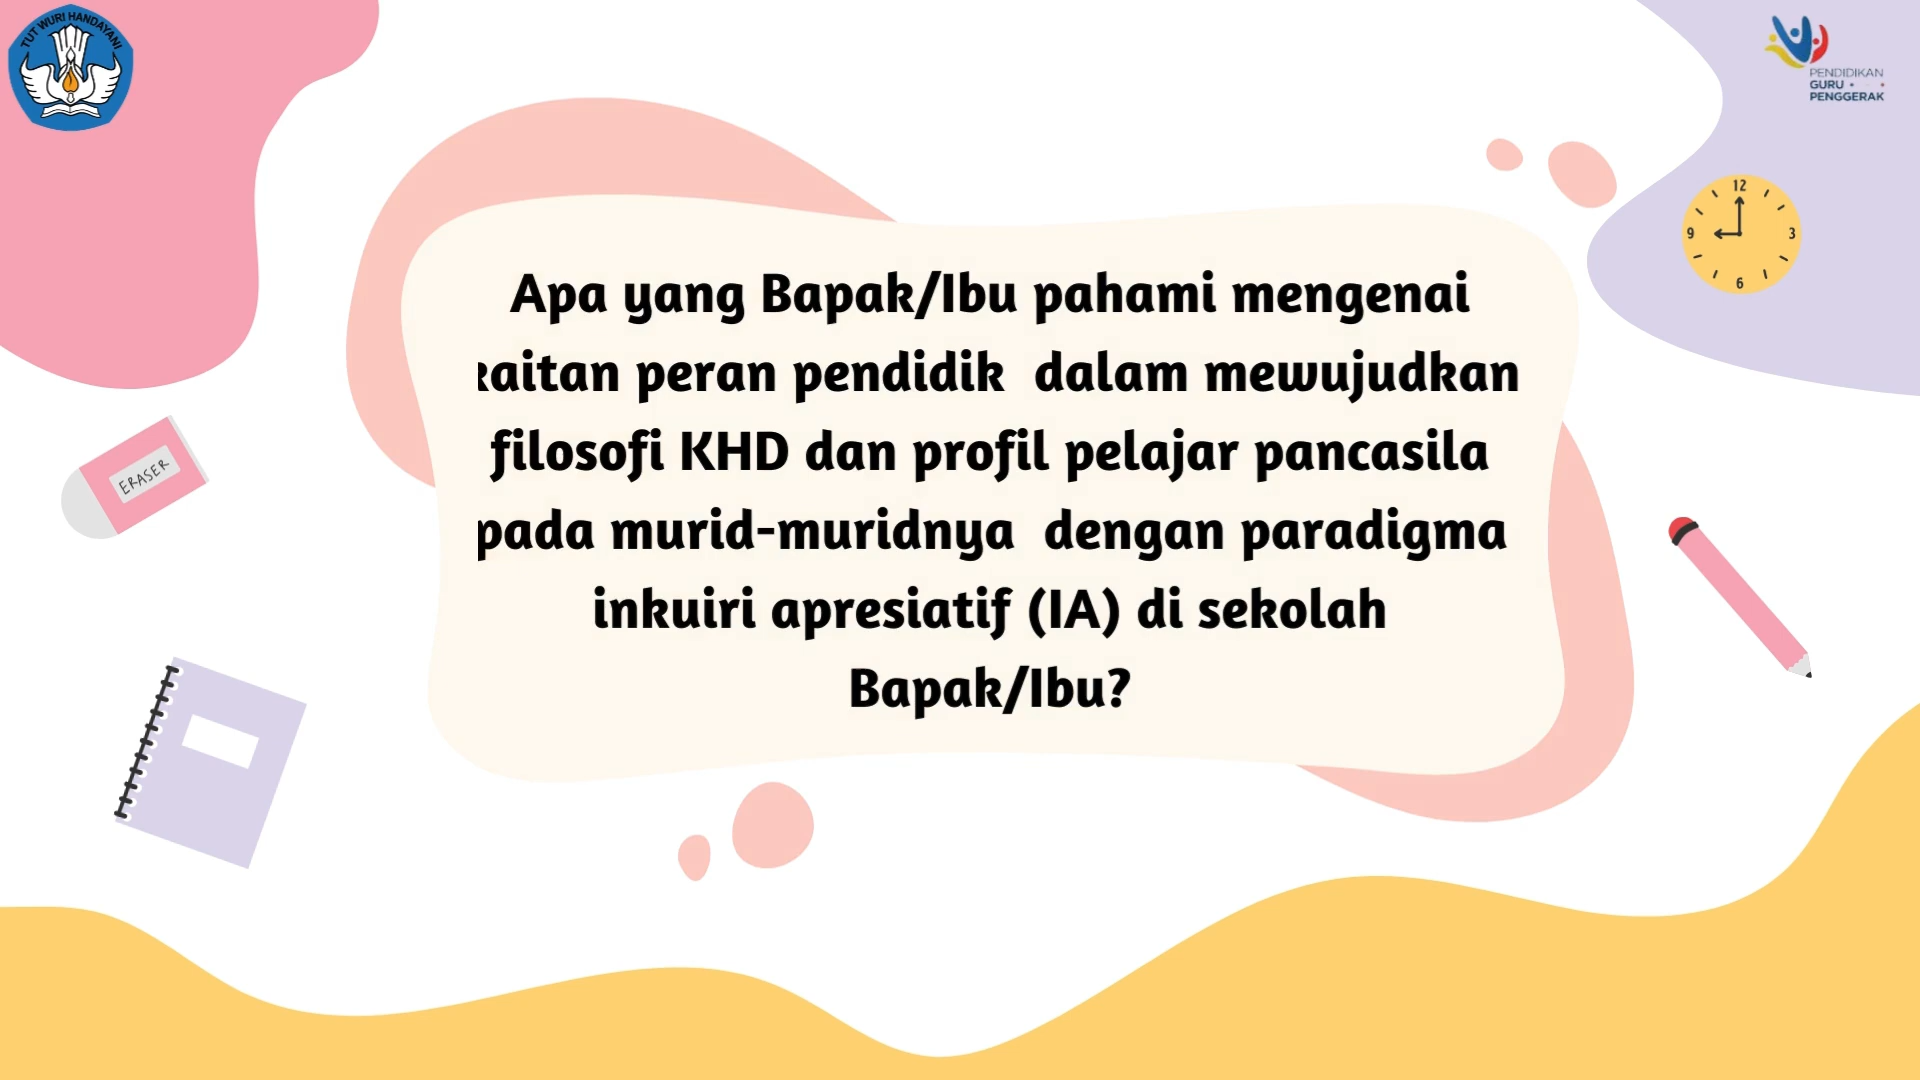 TUT WURI HANDAYANI
PENDIDIKAN
GURU
PENGGERAK
12
9
3
6
Apa yang Bapak/Ibu pahami mengenai
kaitan peran pendidik dalam mewujudkan
filosofi KHD dan profil pelajar pancasila
pada murid-muridnya dengan paradigma
inkuiri apresiatif (IA) di sekolah
Bapak/Ibu?
ERASER